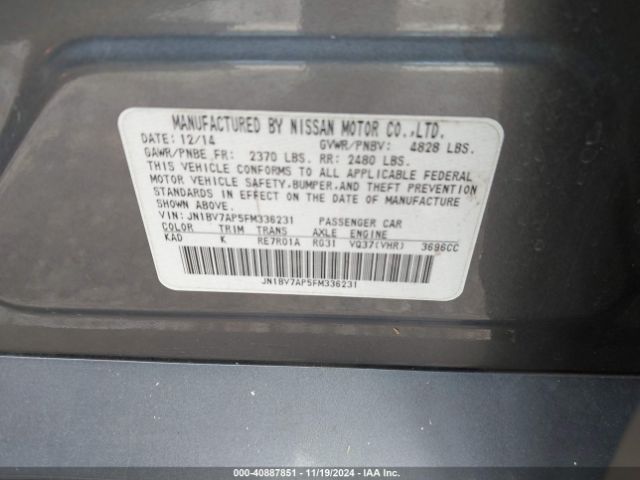 MANUFACTURED BY NISSAN MOTOR CO.,LTD.
DATE: 12/14 GVWR/PNBV: 4828 LBS.
GAWR/PNBE FR: 2370 LBS. RR: 2480 LBS.
THIS VEHICLE CONFORMS TO ALL APPLICABLE FEDERAL
MOTOR VEHICLE SAFETY, BUMPER, AND THEFT PREVENTION
STANDARDS IN EFFECT ON THE DATE OF MANUFACTURE
SHOWN ABOVE.
VIN: JN1BV7AP5FM336231 PASSENGER CAR
COLOR TRIM TRANS AXLE ENGINE
KAD K RE7R01A RG31 VQ37(VHR) 3696CC
JN1BV7AP5FM336231
000-40887851 - 11/19/2024 - IAA Inc.